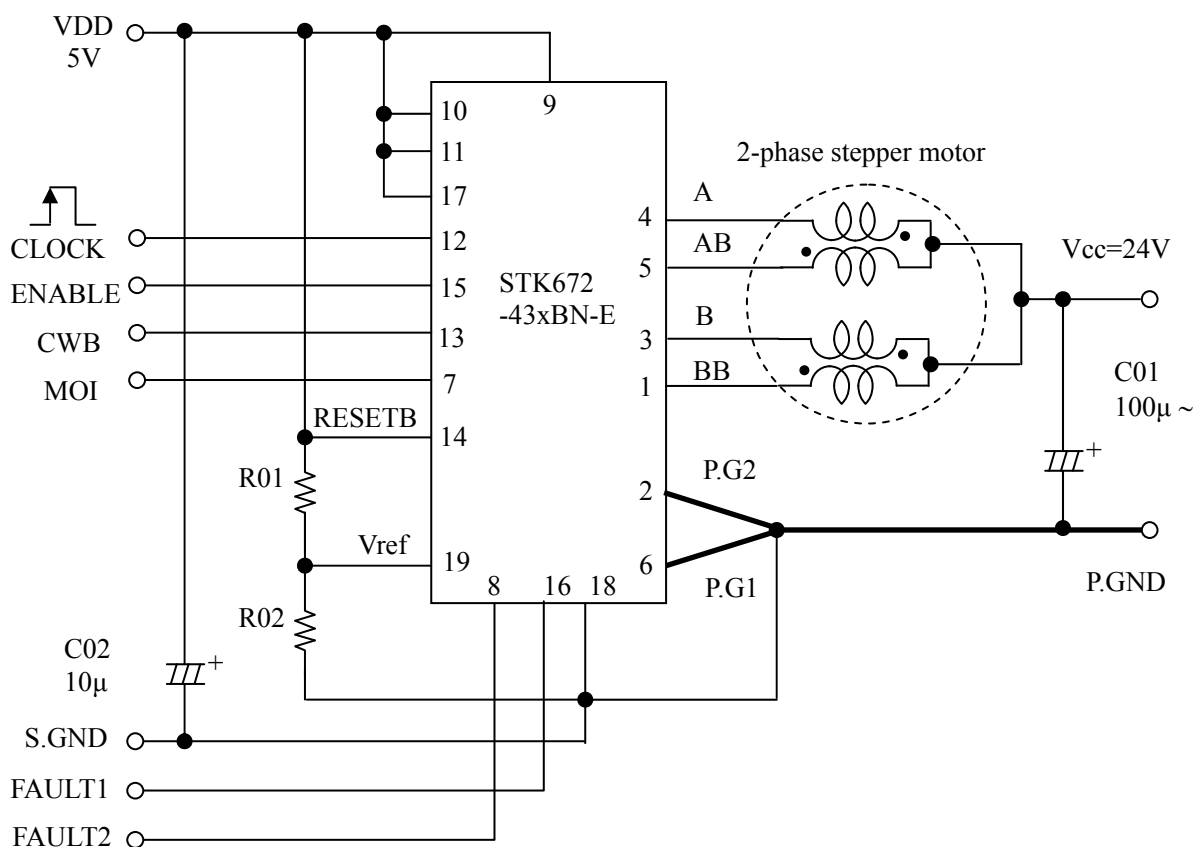 VDD
5V
9
10
11
17
2-phase stepper motor
CLOCK
12
4
A
ENABLE
15
STK672
-43xBN-E
5
AB
Vcc=24V
CWB
13
3
B
MOI
7
1
BB
C01
100μ ~
+
RESETB
14
R01
2
P.G2
Vref
19
6
P.G1
P.GND
8
16
18
R02
C02
10μ
+
S.GND
FAULT1
FAULT2